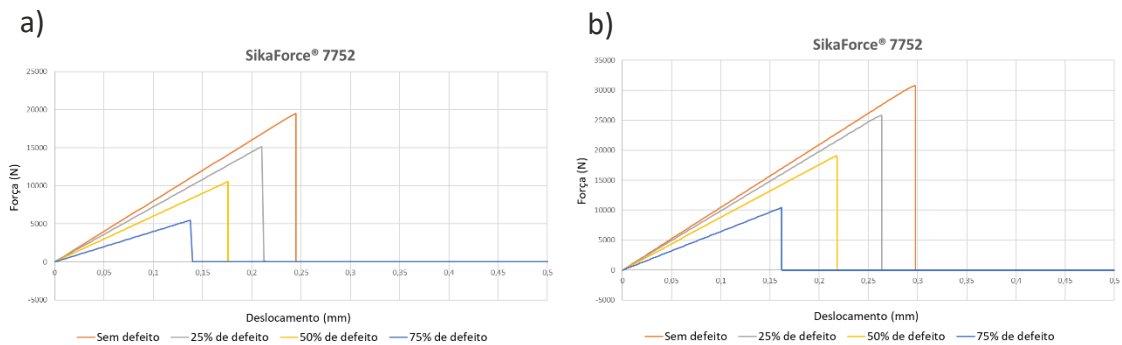 a)
SikaForce® 7752
25000
20000
15000
10000
5000
0
-5000
0 0,05 0,1 0,15 0,2 0,25 0,3 0,35 0,4 0,45 0,5
Força (N)
Deslocamento (mm)
Sem defeito 25% de defeito 50% de defeito 75% de defeito
b)
SikaForce® 7752
35000
30000
25000
20000
15000
10000
5000
0
-5000
0 0,05 0,1 0,15 0,2 0,25 0,3 0,35 0,4 0,45 0,5
Força (N)
Deslocamento (mm)
Sem defeito 25% de defeito 50% de defeito 75% de defeito